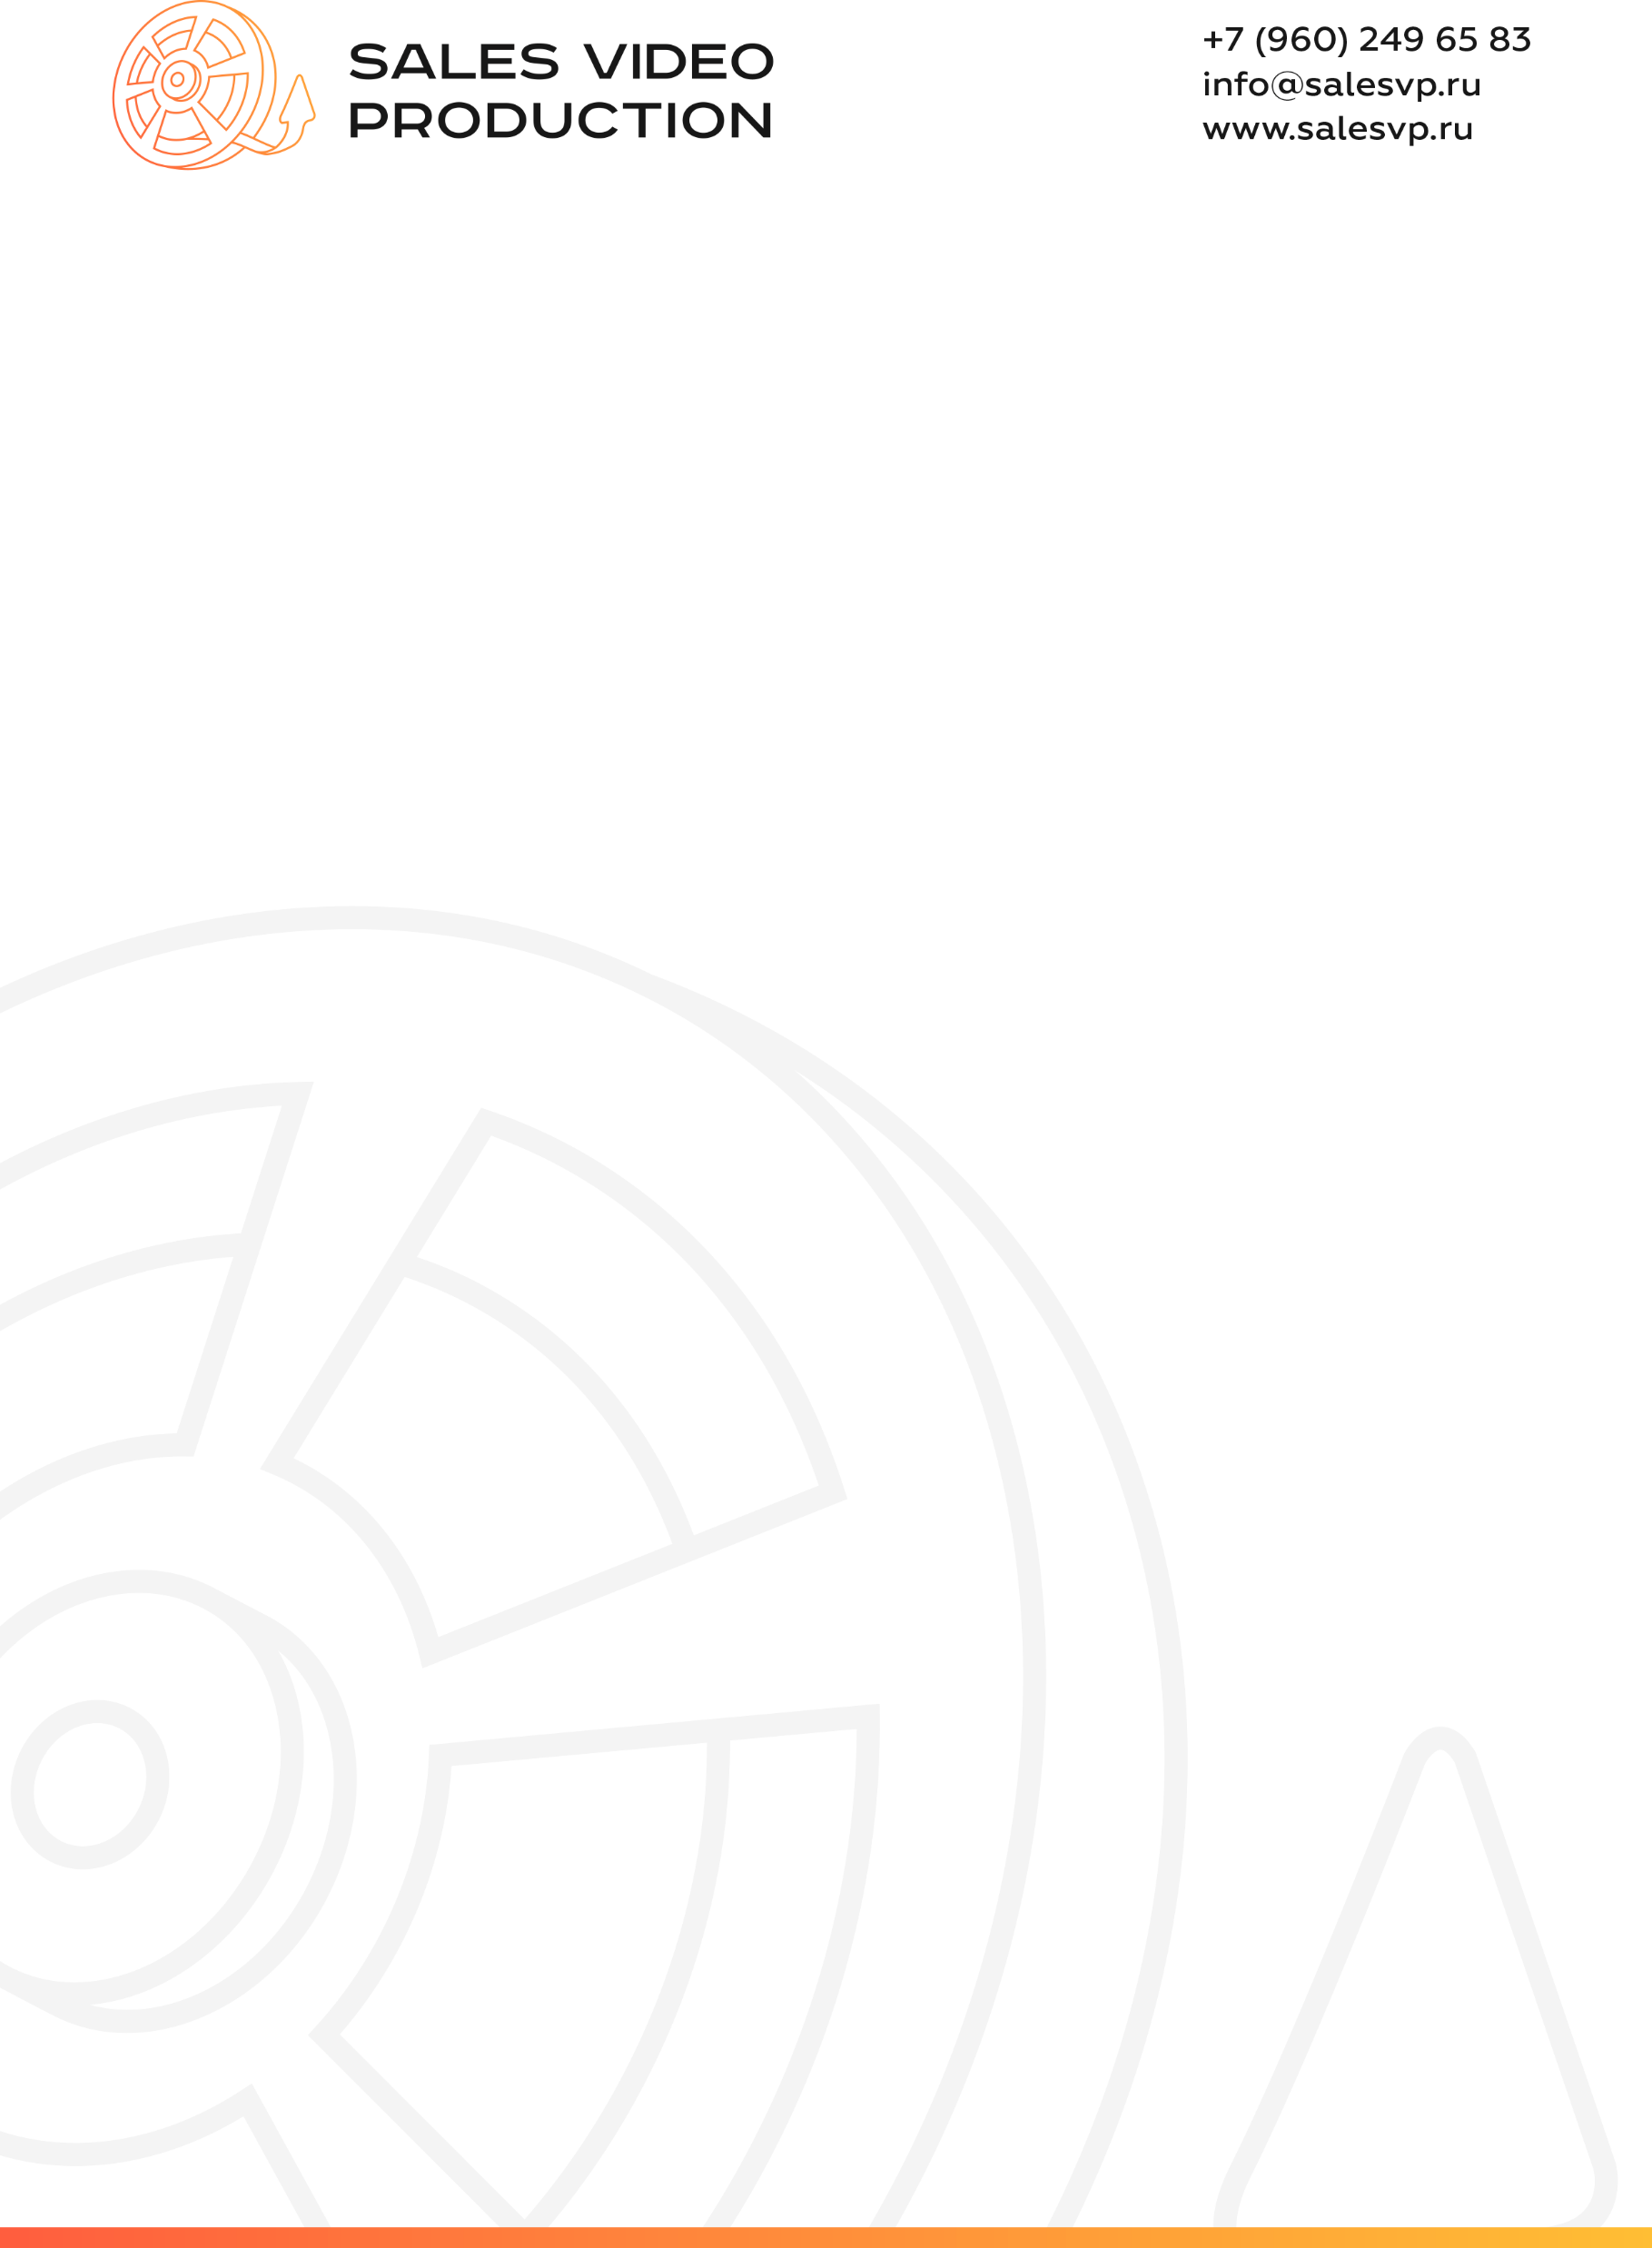 SALES VIDEO
PRODUCTION
+7 (960) 249 65 83
info@salesvp.ru
www.salesvp.ru